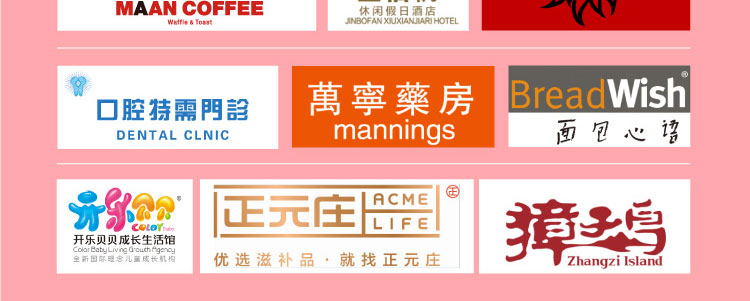 MAAN COFFEE
Waffle & Toast
休闲假日酒店
JINBOFAN XIUXIANJIARI HOTEL
口腔特需門診
DENTAL CLNIC
萬寧藥房
mannings
BreadWish®
面包心语
开乐贝贝
COLOR baby
开乐贝贝成长生活馆
Color Baby Living Growth Agency
全新国际理念儿童成长机构
正元庄
ACME
LIFE
正
优选滋补品·就找正元庄
獐子岛
Zhangzi Island